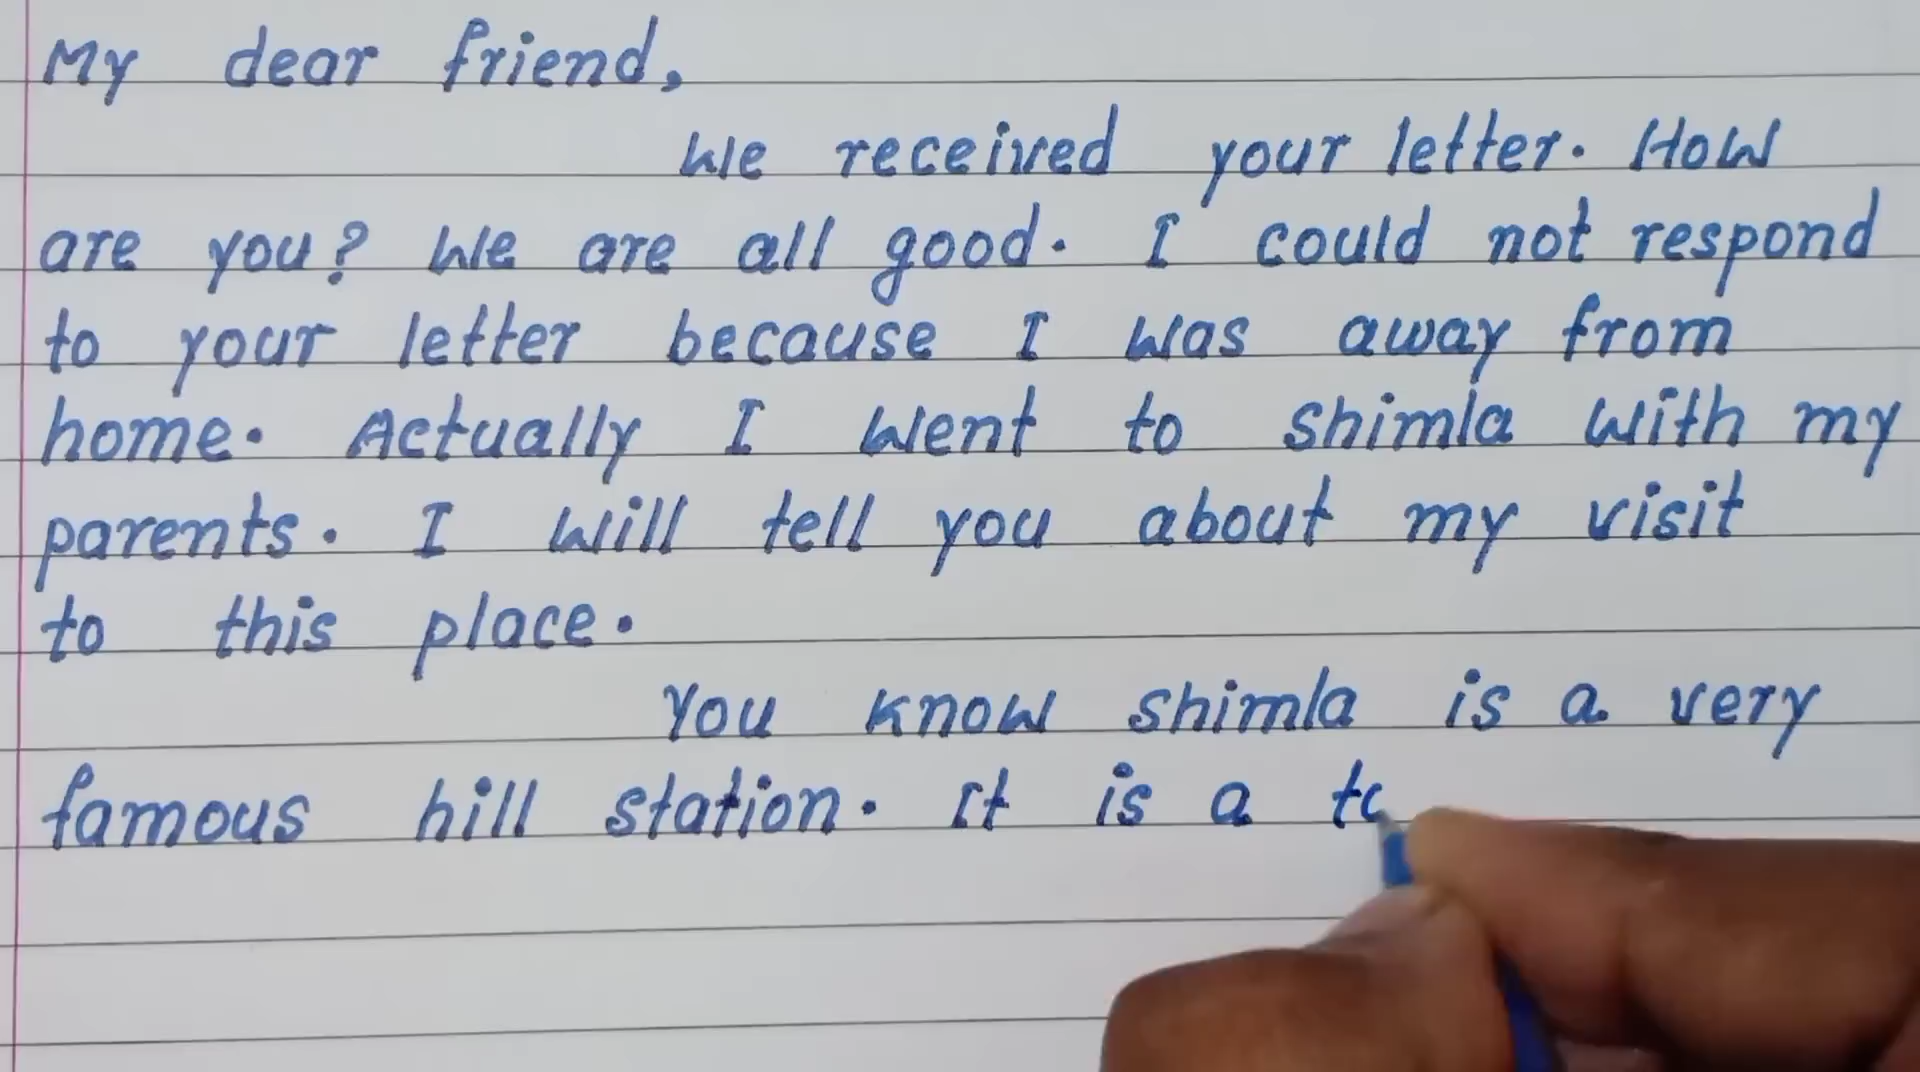 My dear friend,
We received your letter. How
are you? We are all good. I could not respond
to your letter because I was away from
home. Actually I went to shimla with my
parents. I will tell you about my visit
to this place.
You know shimla is a very
famous hill station. It is a